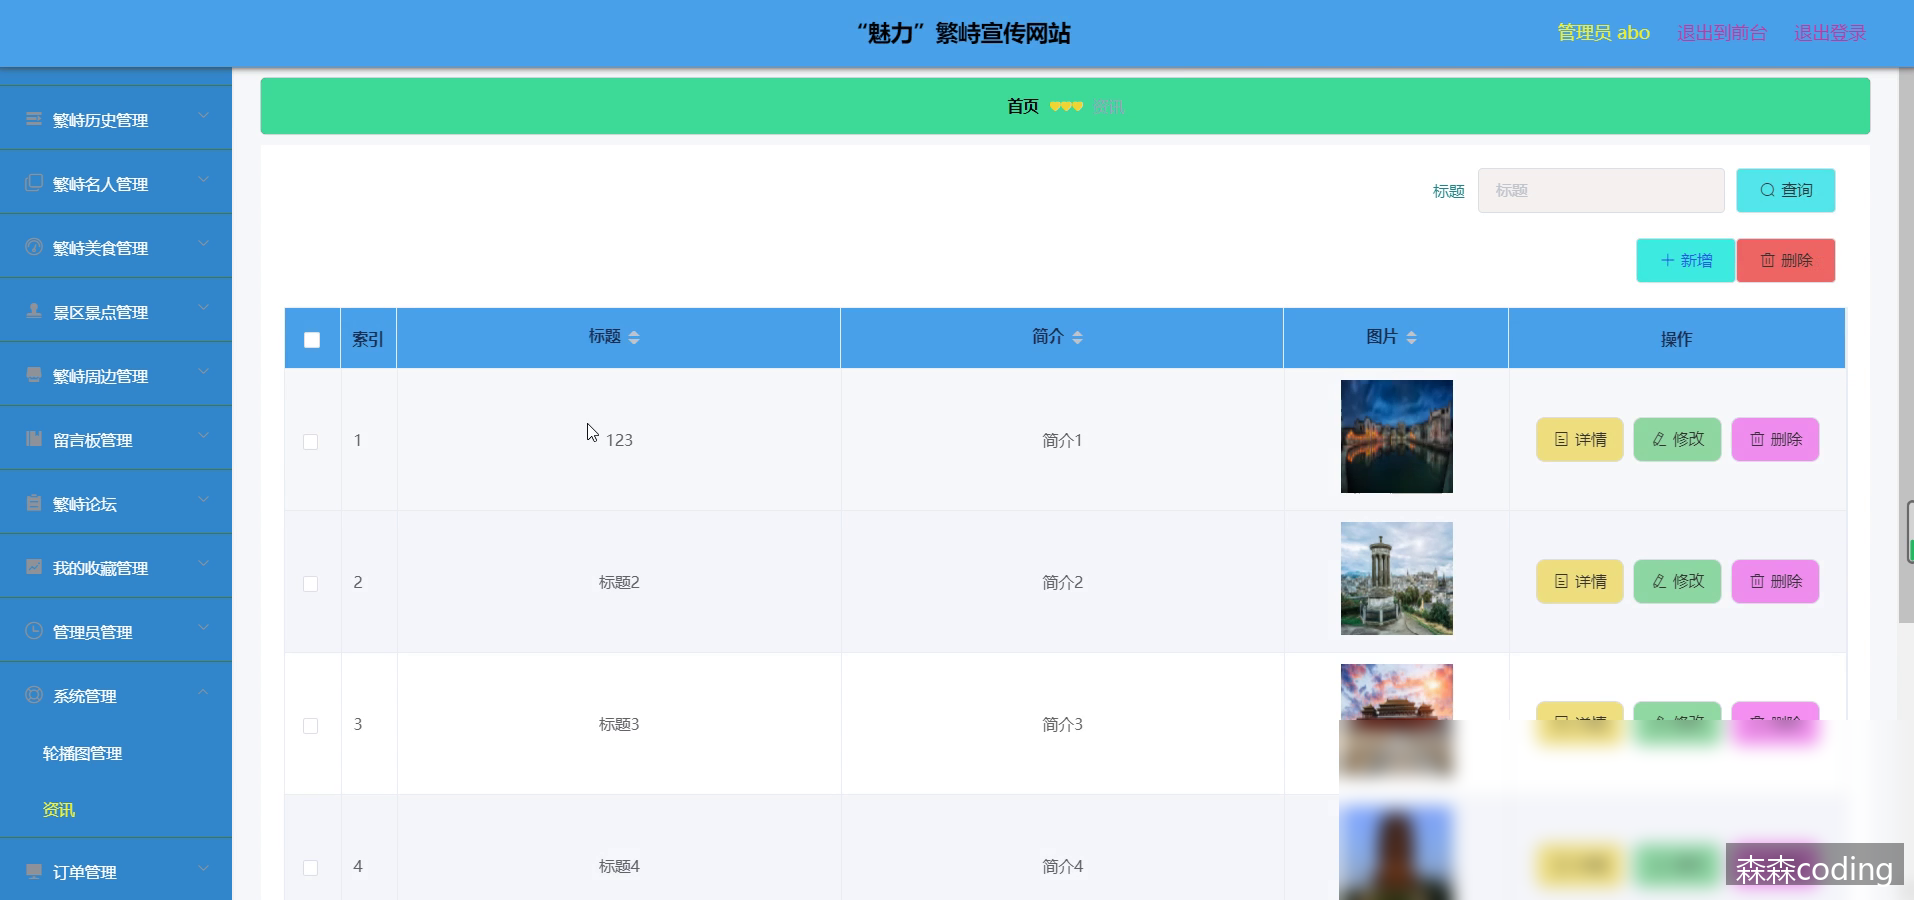 “魅力”繁峙宣传网站
管理员 abo
退出到前台
退出登录
繁峙历史管理
繁峙名人管理
繁峙美食管理
景区景点管理
繁峙周边管理
留言板管理
繁峙论坛
我的收藏管理
管理员管理
系统管理
轮播图管理
资讯
订单管理
首页 资讯
标题 标题 查询
新增 删除
索引 标题 简介 图片 操作
1 123 简介1 详情 修改 删除
2 标题2 简介2 详情 修改 删除
3 标题3 简介3
4 标题4 简介4
森森coding